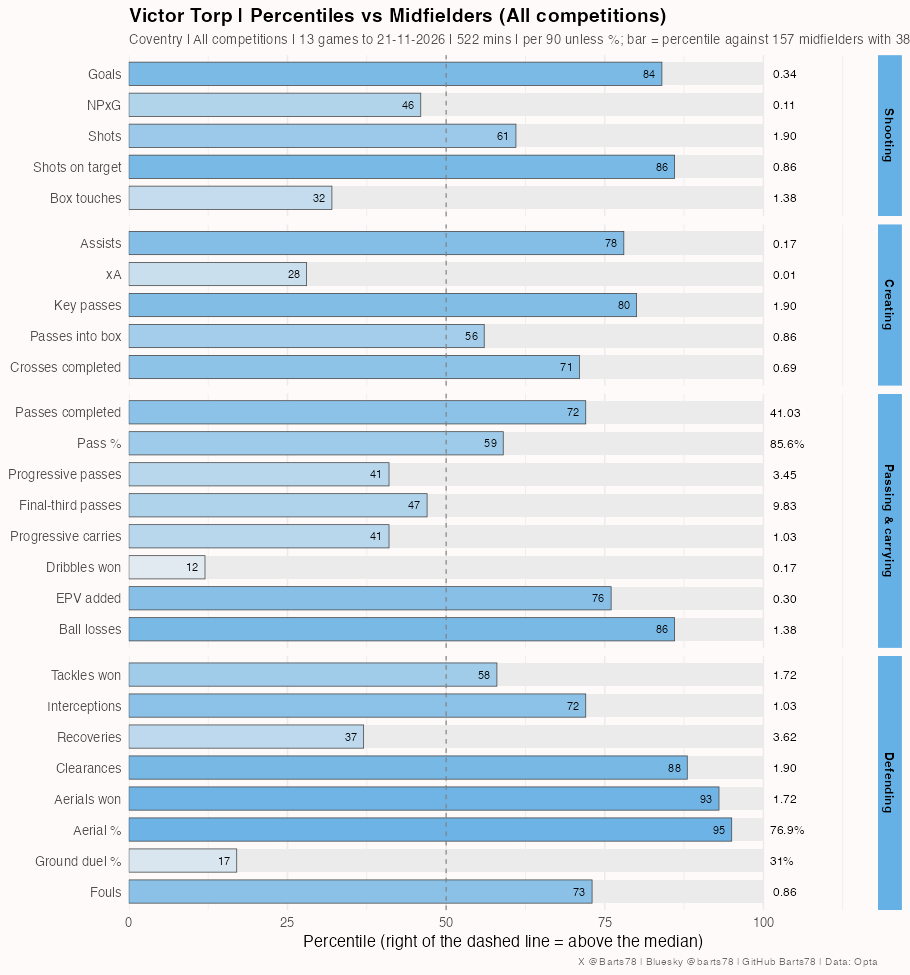 Victor Torp | Percentiles vs Midfielders (All competitions)
Coventry | All competitions | 13 games to 21-11-2026 | 522 mins | per 90 unless %; bar = percentile against 157 midfielders with 38
Goals 84 0.34
NPxG 46 0.11
Shots 61 1.90
Shots on target 86 0.86
Box touches 32 1.38
Shooting
Assists 78 0.17
xA 28 0.01
Key passes 80 1.90
Passes into box 56 0.86
Crosses completed 71 0.69
Creating
Passes completed 72 41.03
Pass % 59 85.6%
Progressive passes 41 3.45
Final-third passes 47 9.83
Progressive carries 41 1.03
Dribbles won 12 0.17
EPV added 76 0.30
Ball losses 86 1.38
Passing & carrying
Tackles won 58 1.72
Interceptions 72 1.03
Recoveries 37 3.62
Clearances 88 1.90
Aerials won 93 1.72
Aerial % 95 76.9%
Ground duel % 17 31%
Fouls 73 0.86
Defending
0 25 50 75 100
Percentile (right of the dashed line = above the median)
X @Barts78 | Bluesky @barts78 | GitHub Barts78 | Data: Opta